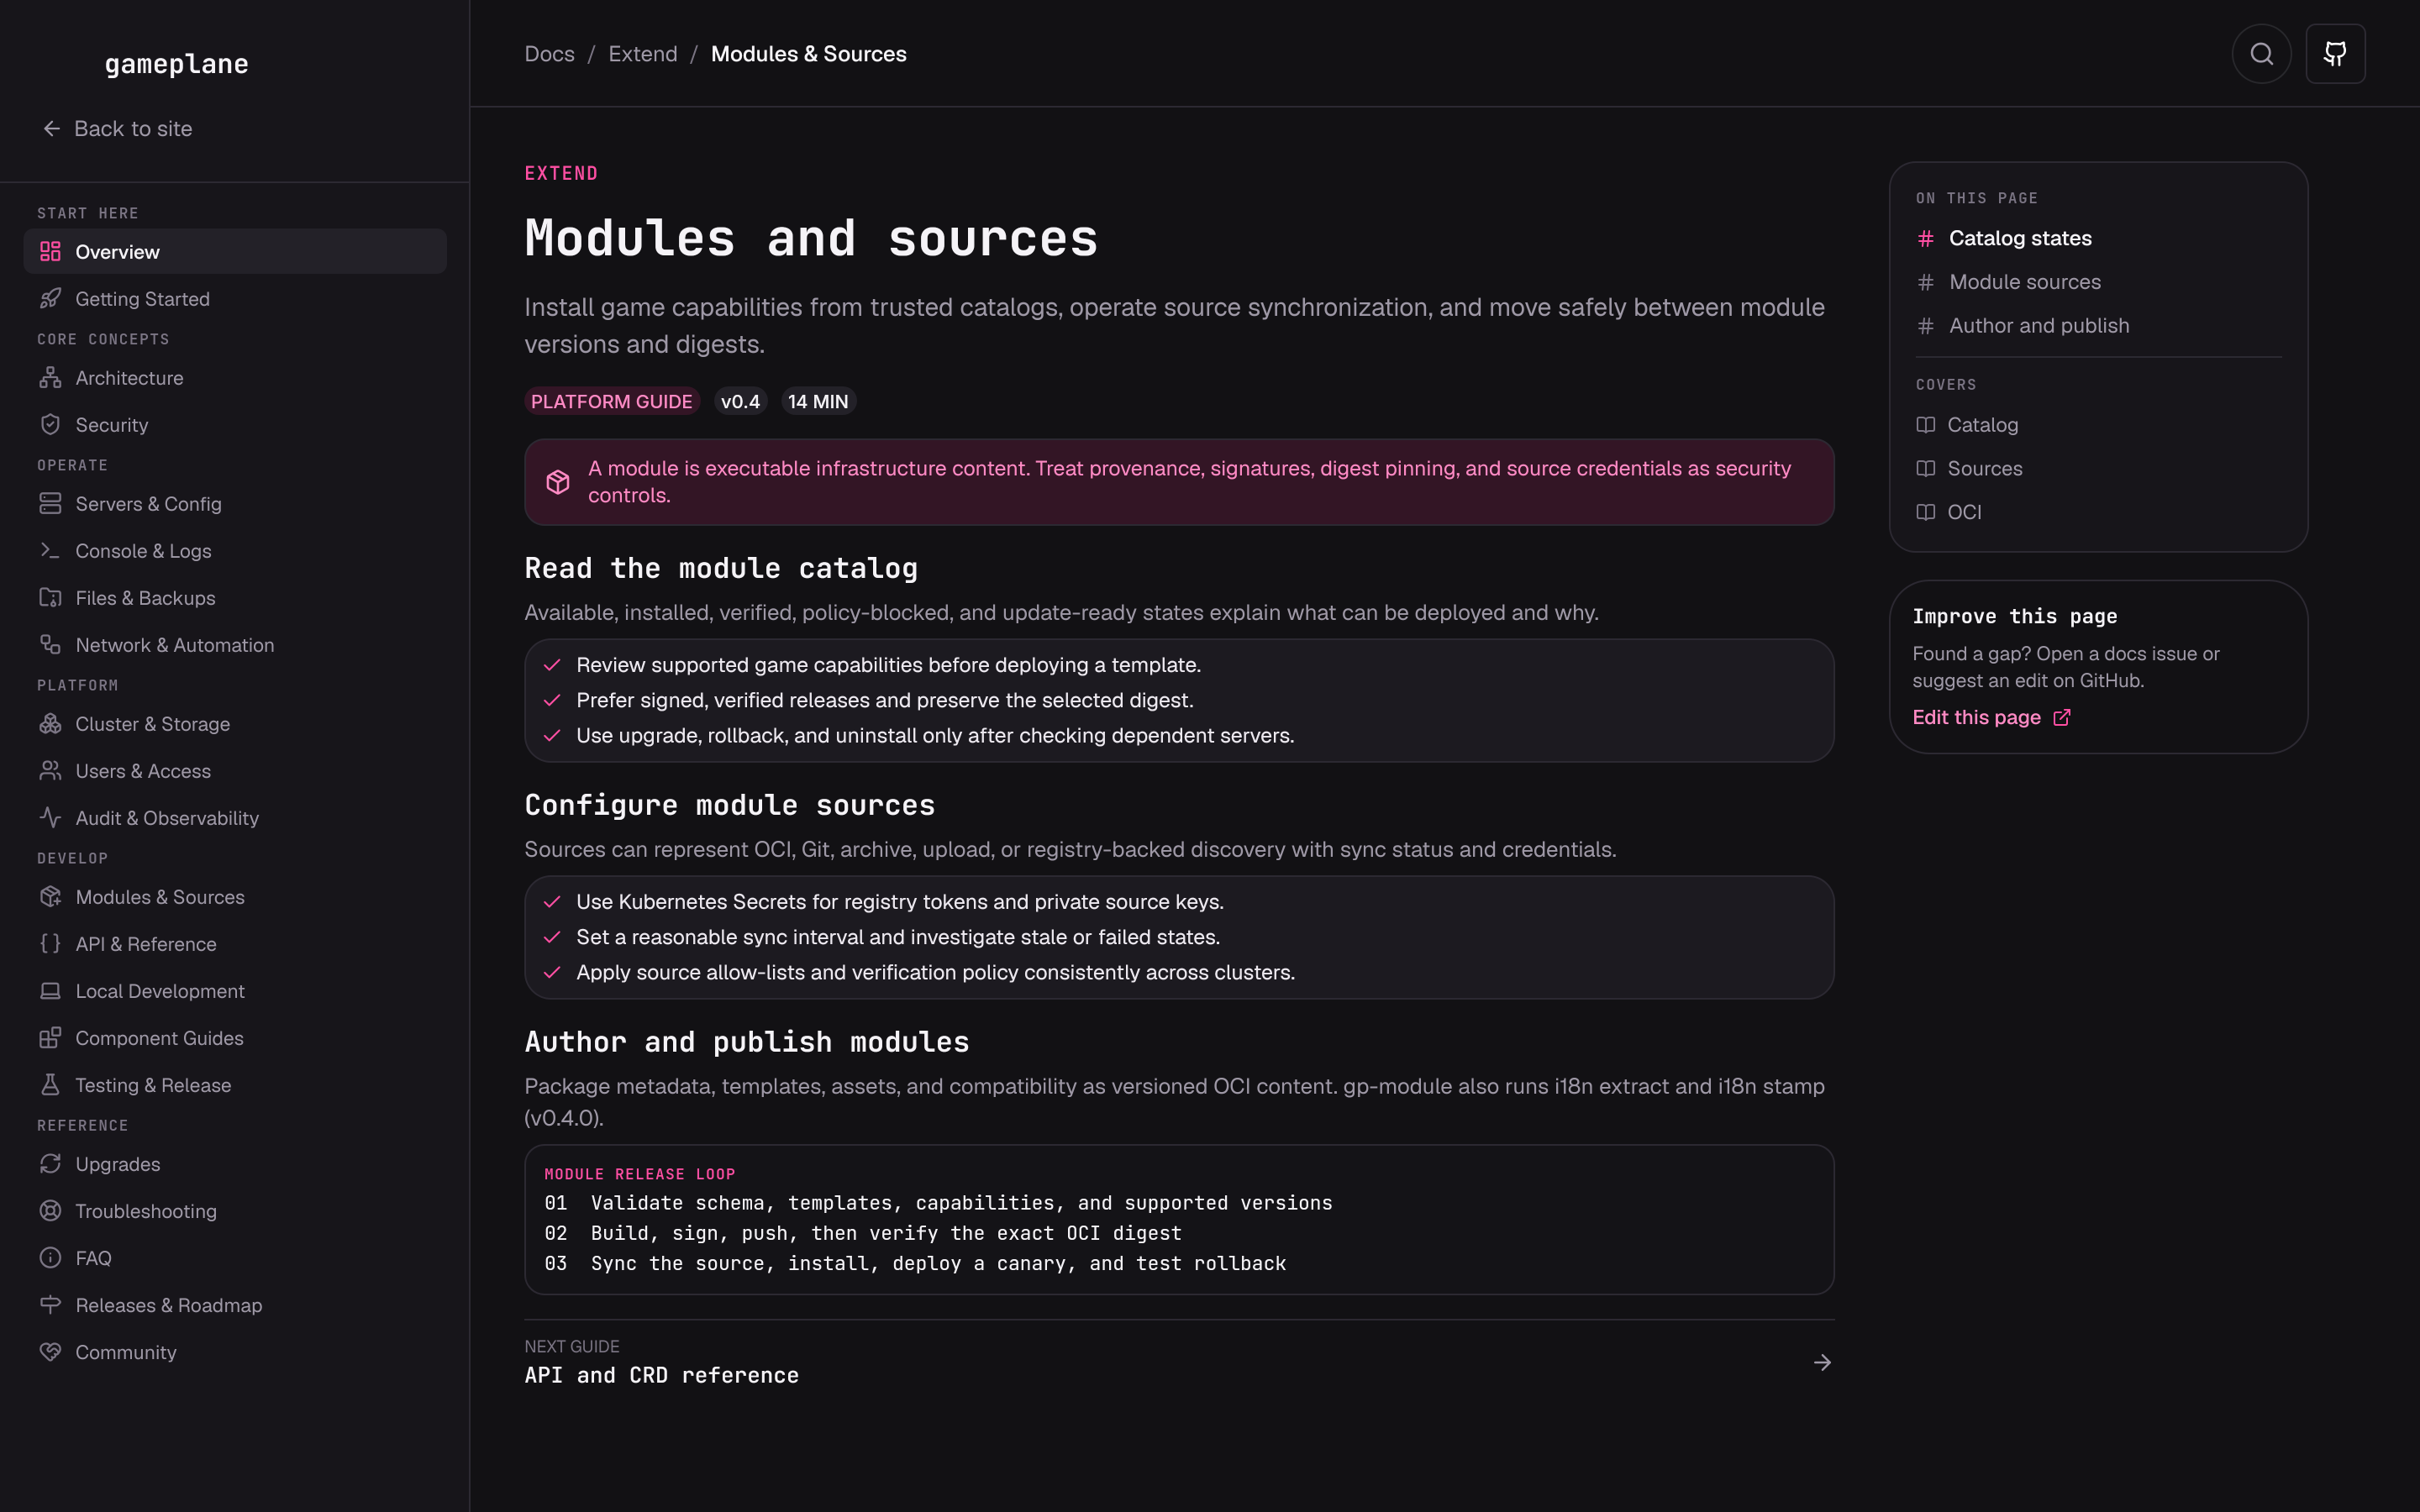 gameplane
Back to site
START HERE
Overview
Getting Started
CORE CONCEPTS
Architecture
Security
OPERATE
Servers & Config
Console & Logs
Files & Backups
Network & Automation
PLATFORM
Cluster & Storage
Users & Access
Audit & Observability
DEVELOP
Modules & Sources
API & Reference
Local Development
Component Guides
Testing & Release
REFERENCE
Upgrades
Troubleshooting
FAQ
Releases & Roadmap
Community
Docs / Extend / Modules & Sources
EXTEND
Modules and sources
Install game capabilities from trusted catalogs, operate source synchronization, and move safely between module
versions and digests.
PLATFORM GUIDE v0.4 14 MIN
A module is executable infrastructure content. Treat provenance, signatures, digest pinning, and source credentials as security
controls.
Read the module catalog
Available, installed, verified, policy-blocked, and update-ready states explain what can be deployed and why.
Review supported game capabilities before deploying a template.
Prefer signed, verified releases and preserve the selected digest.
Use upgrade, rollback, and uninstall only after checking dependent servers.
Configure module sources
Sources can represent OCI, Git, archive, upload, or registry-backed discovery with sync status and credentials.
Use Kubernetes Secrets for registry tokens and private source keys.
Set a reasonable sync interval and investigate stale or failed states.
Apply source allow-lists and verification policy consistently across clusters.
Author and publish modules
Package metadata, templates, assets, and compatibility as versioned OCI content. gp-module also runs i18n extract and i18n stamp
(v0.4.0).
MODULE RELEASE LOOP
01 Validate schema, templates, capabilities, and supported versions
02 Build, sign, push, then verify the exact OCI digest
03 Sync the source, install, deploy a canary, and test rollback
NEXT GUIDE
API and CRD reference
ON THIS PAGE
# Catalog states
# Module sources
# Author and publish
COVERS
Catalog
Sources
OCI
Improve this page
Found a gap? Open a docs issue or
suggest an edit on GitHub.
Edit this page